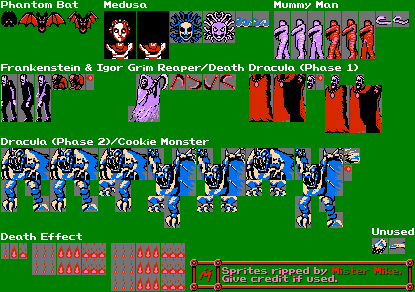 Phantom Bat
Medusa
Mummy Man
Frankenstein & Igor
Grim Reaper/Death
Dracula (Phase 1)
Dracula (Phase 2)/Cookie Monster
Death Effect
Unused
Sprites ripped by Mister Mike.
Give credit if used.